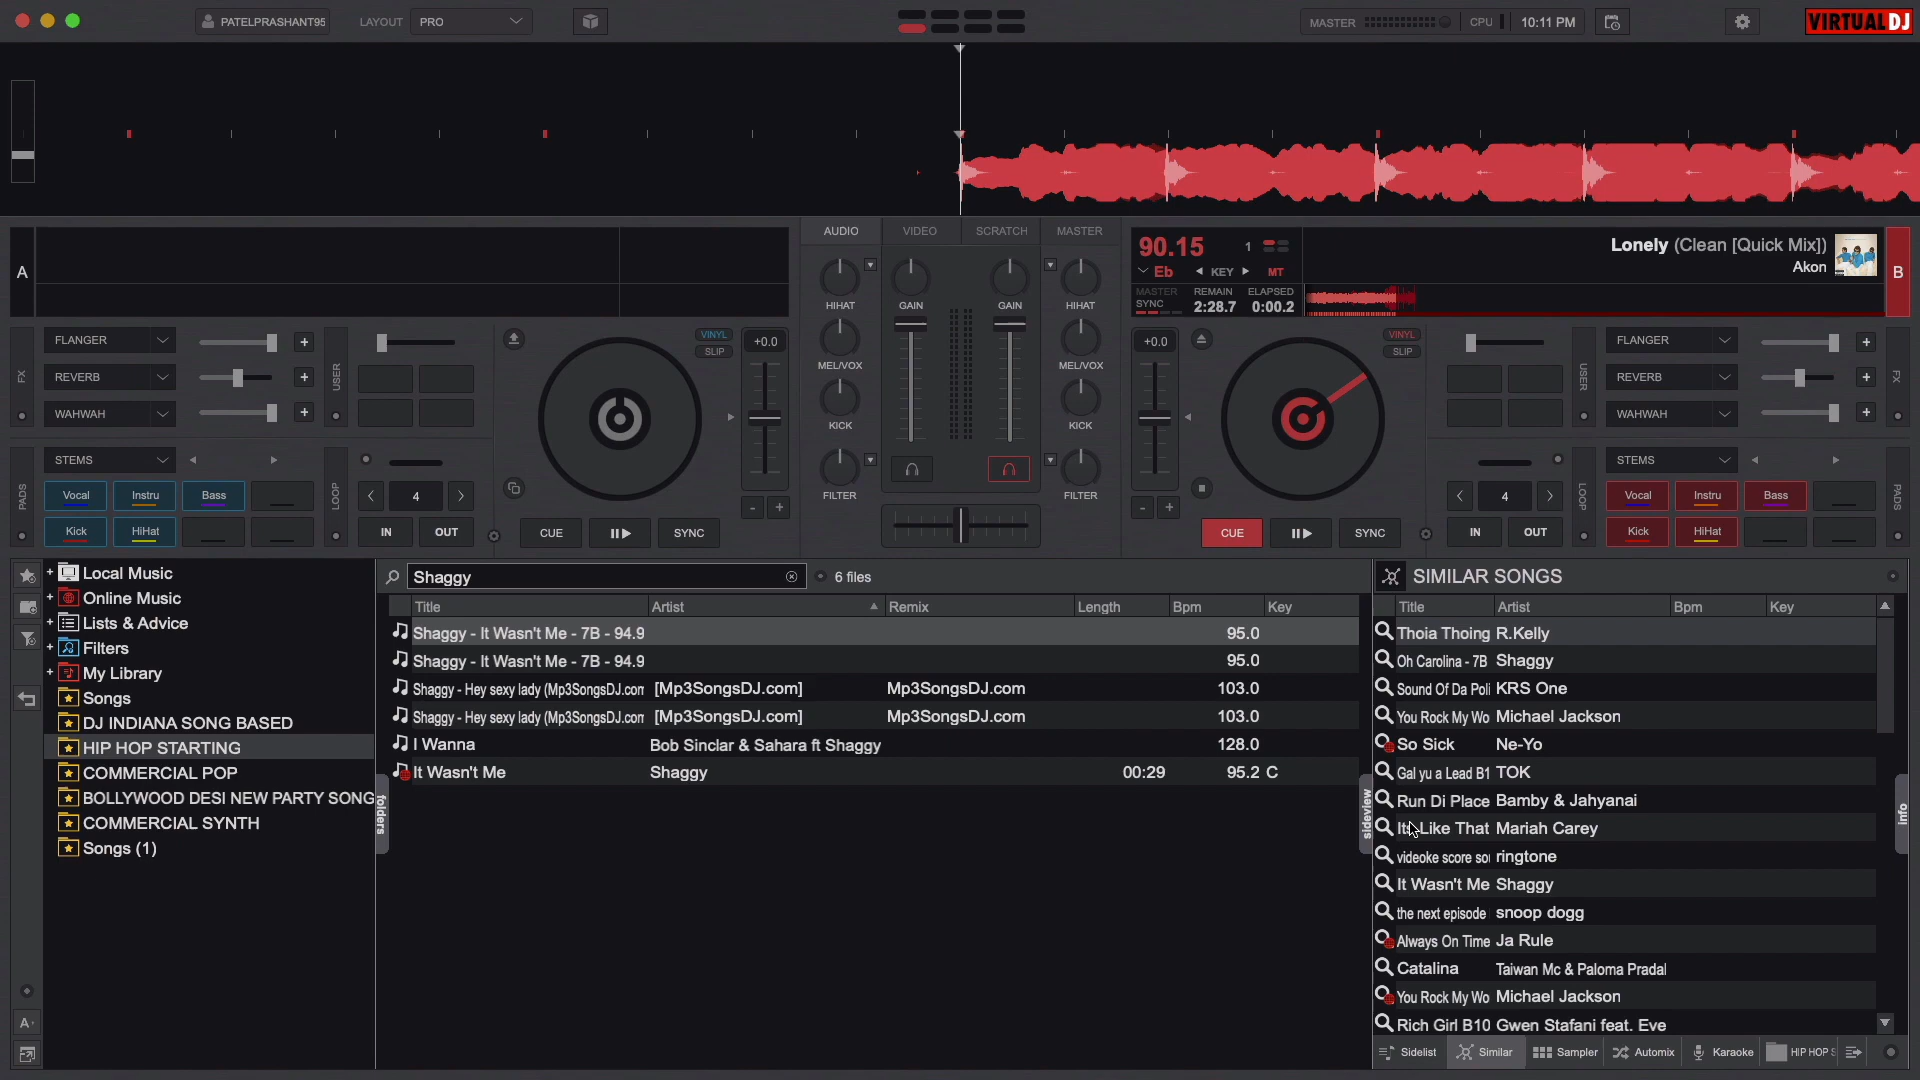 PATELPRASHANT95
LAYOUT PRO
MASTER CPU 10:11 PM
VIRTUAL DJ
AUDIO VIDEO SCRATCH MASTER
A
90.15 1
Eb KEY MT
MASTER SYNC REMAIN 2:28.7 ELAPSED 0:00.2
Lonely (Clean [Quick Mix])
Akon
B
HIHAT GAIN GAIN HIHAT
MEL/VOX MEL/VOX
KICK KICK
FILTER FILTER
FX FLANGER + USER VINYL SLIP +0.0
REVERB +
WAHWAH +
PADS STEMS LOOP
Vocal Instru Bass 4
Kick HiHat IN OUT CUE SYNC - +
+0.0 VINYL SLIP USER FLANGER + FX
REVERB +
WAHWAH +
LOOP STEMS PADS
4 Vocal Instru Bass
- + CUE SYNC IN OUT Kick HiHat
+ Local Music
+ Online Music
+ Lists & Advice
+ Filters
+ My Library
Songs
DJ INDIANA SONG BASED
HIP HOP STARTING
COMMERCIAL POP
BOLLYWOOD DESI NEW PARTY SONG
COMMERCIAL SYNTH
Songs (1)
folders
Shaggy 6 files
Title Artist Remix Length Bpm Key
Shaggy - It Wasn't Me - 7B - 94.9 95.0
Shaggy - It Wasn't Me - 7B - 94.9 95.0
Shaggy - Hey sexy lady (Mp3SongsDJ.com [Mp3SongsDJ.com] Mp3SongsDJ.com 103.0
Shaggy - Hey sexy lady (Mp3SongsDJ.com [Mp3SongsDJ.com] Mp3SongsDJ.com 103.0
I Wanna Bob Sinclar & Sahara ft Shaggy 128.0
It Wasn't Me Shaggy 00:29 95.2 C
sideview
SIMILAR SONGS
Title Artist Bpm Key
Thoia Thoing R.Kelly
Oh Carolina - 7B Shaggy
Sound Of Da Poli KRS One
You Rock My Wo Michael Jackson
So Sick Ne-Yo
Gal yu a Lead B1 TOK
Run Di Place Bamby & Jahyanai
Its Like That Mariah Carey
videoke score so ringtone
It Wasn't Me Shaggy
the next episode snoop dogg
Always On Time Ja Rule
Catalina Taiwan Mc & Paloma Pradal
You Rock My Wo Michael Jackson
Rich Girl B10 Gwen Stafani feat. Eve
info
Sidelist Similar Sampler Automix Karaoke HIP HOP S
A